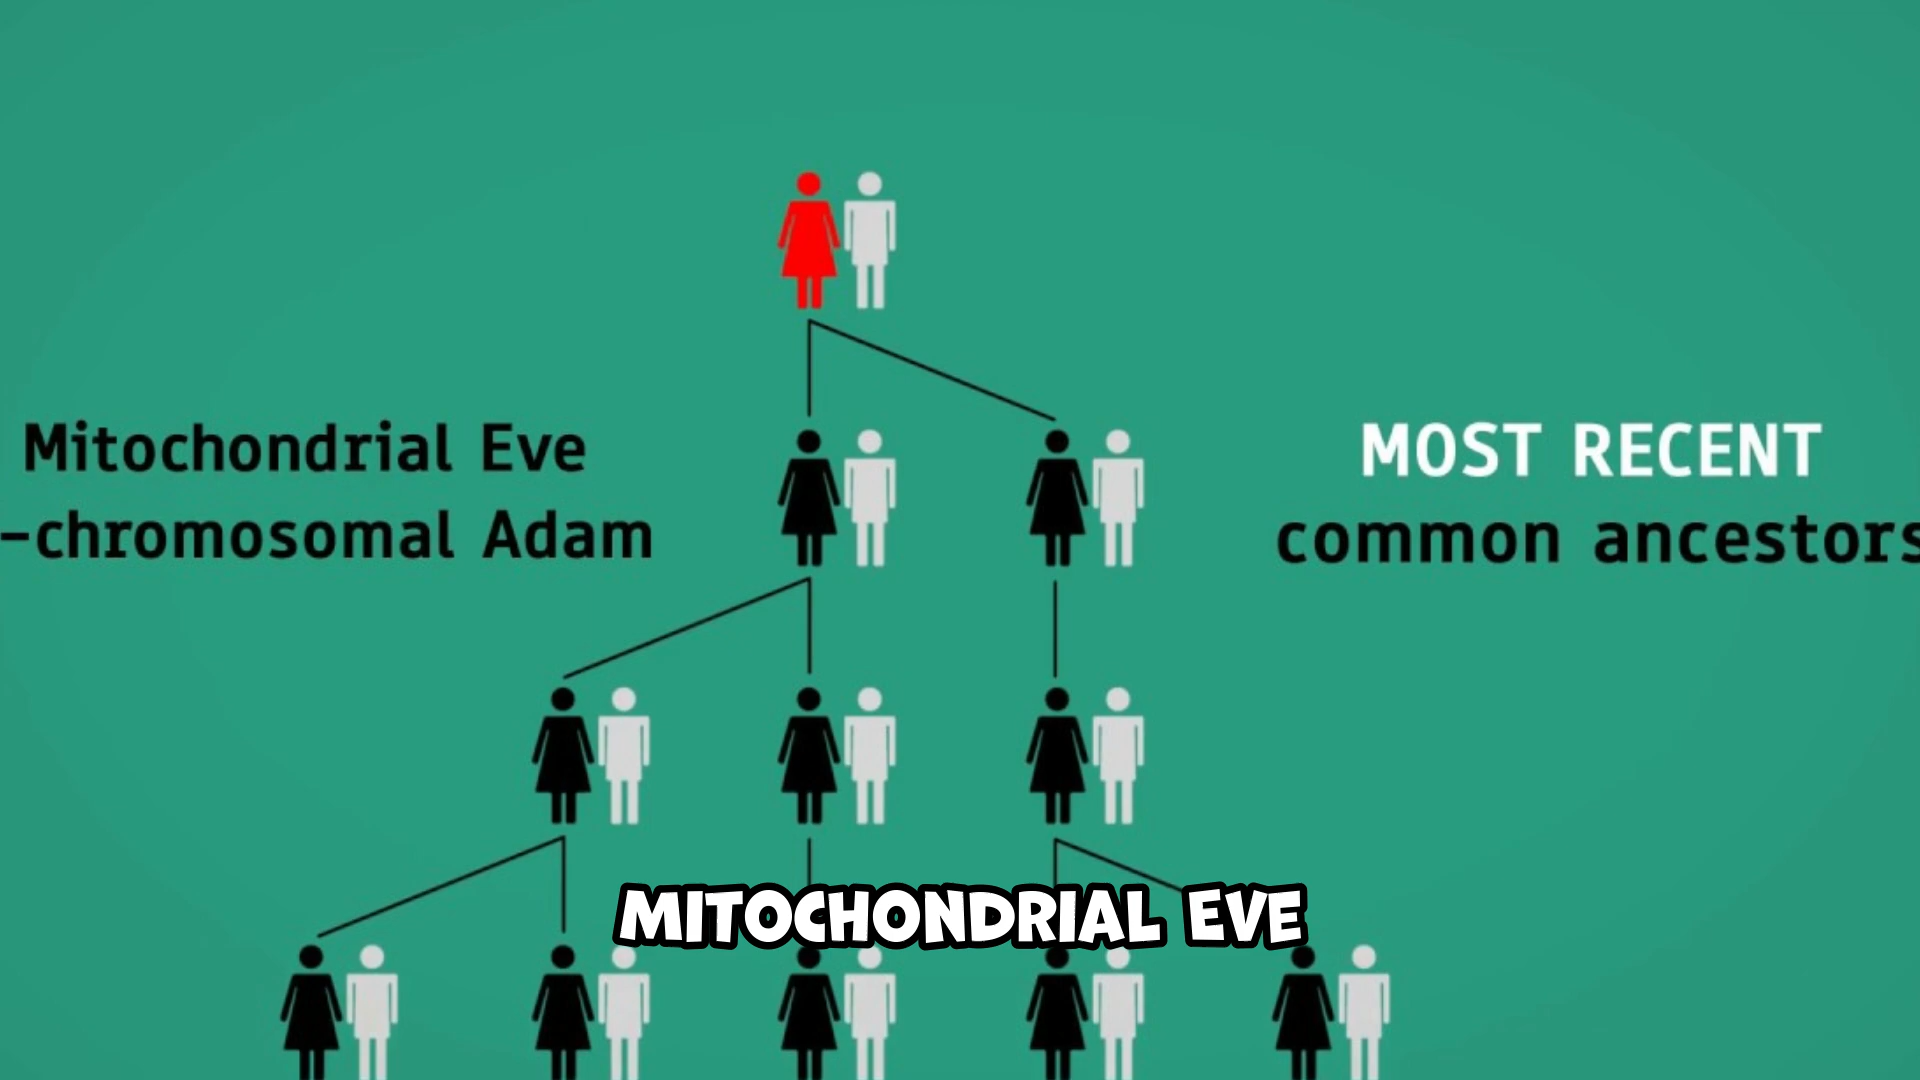 Mitochondrial Eve
-chromosomal Adam
MOST RECENT
common ancestors
MITOCHONDRIAL EVE